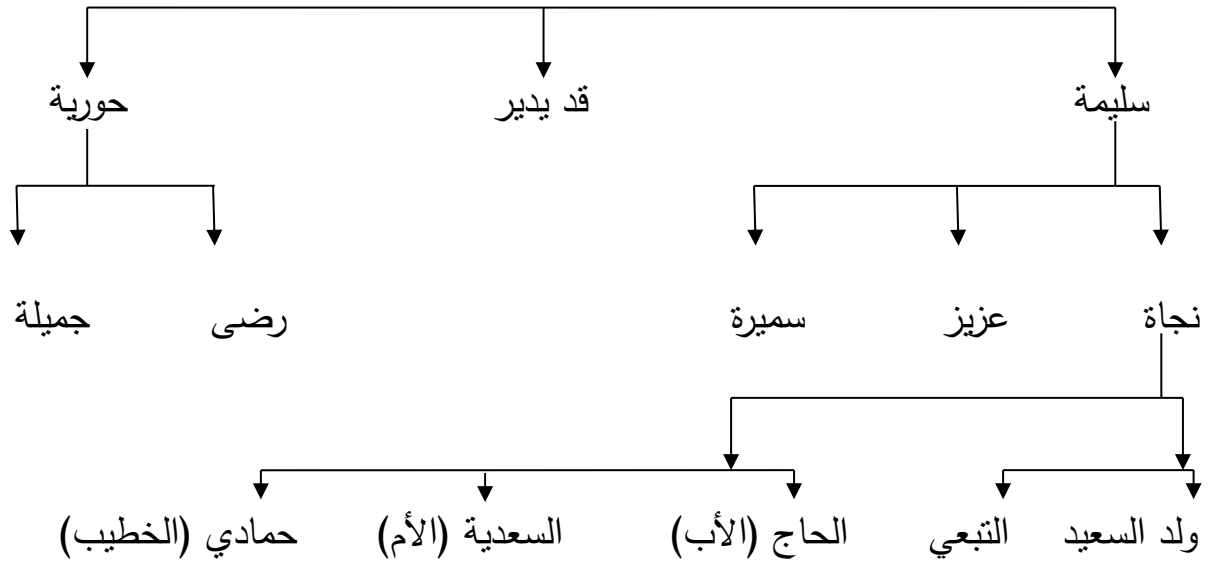 سليمة قد يدير حورية
نجاة عزيز سميرة رضى جميلة
ولد السعيد التبعي الحاج (الأب) السعدية (الأم) حمادي (الخطيب)